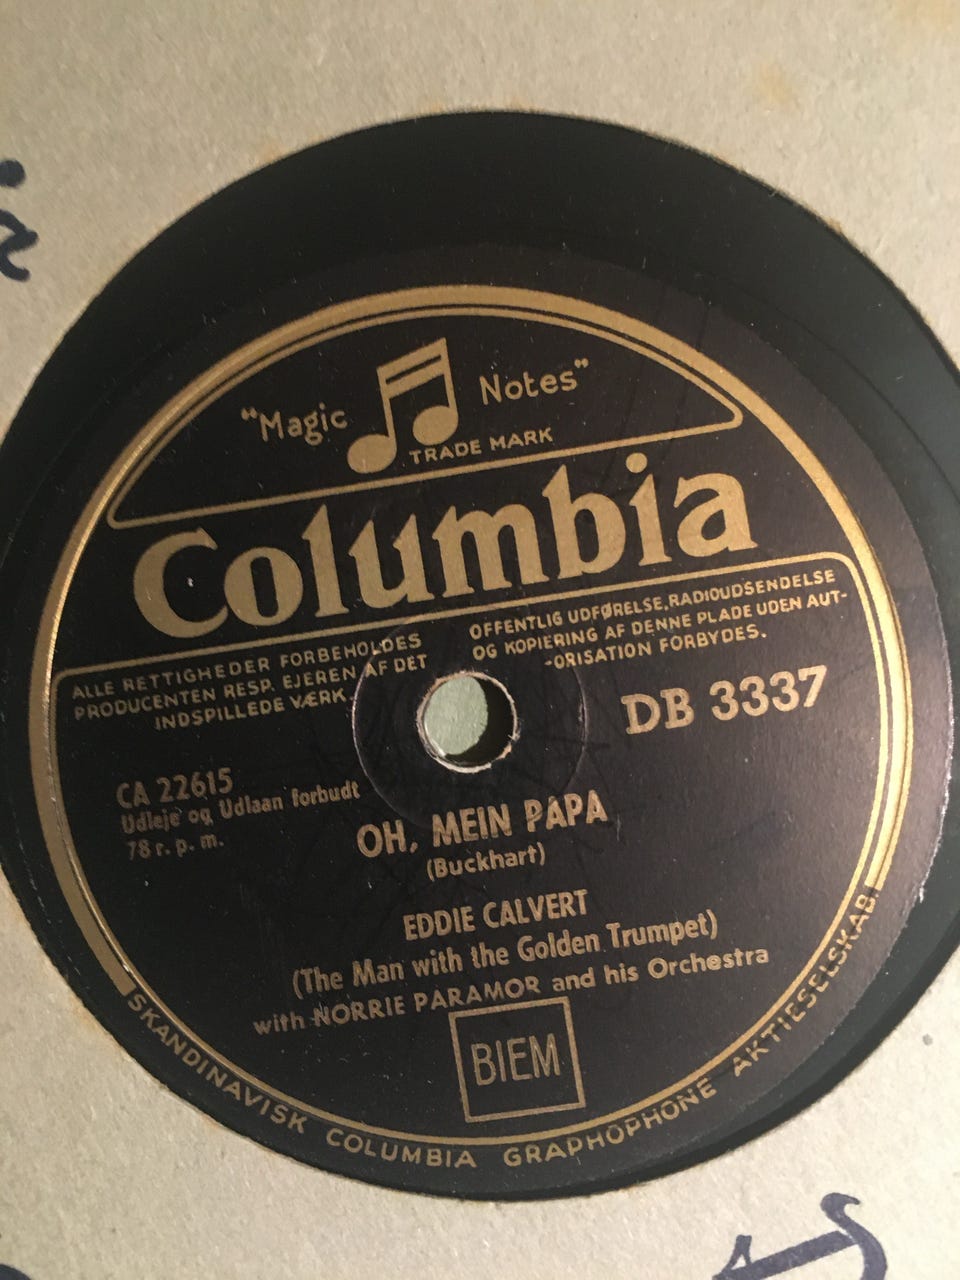 "Magic Notes"
TRADE MARK
Columbia
ALLE RETTIGHEDER FORBEHOLDES
PRODUCENTEN RESP. EJEREN AF DET
INDSPILLEDE VÆRK.
OFFENTLIG UDFØRELSE, RADIOUDSENDELSE
OG KOPIERING AF DENNE PLADE UDEN AUT-
-ORISATION FORBYDES.
DB 3337
CA 22615
Udleje og Udlaan forbudt
78 r. p. m.
OH, MEIN PAPA
(Buckhart)
EDDIE CALVERT
(The Man with the Golden Trumpet)
with NORRIE PARAMOR and his Orchestra
BIEM
SKANDINAVISK COLUMBIA GRAPHOPHONE AKTIESELSKAB.